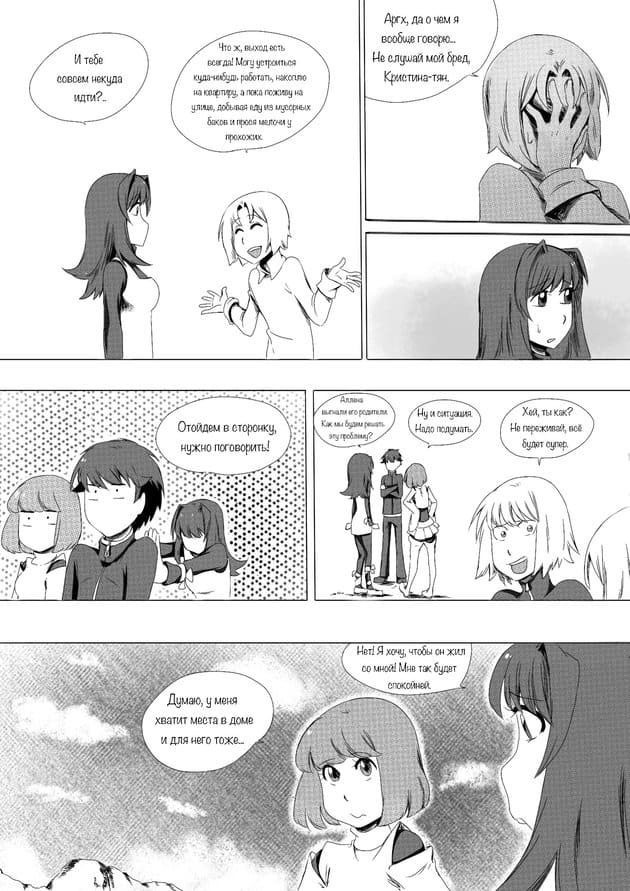 И тебе
совсем некуда
идти?..
Что ж, выход есть
всегда! Могу устроиться
куда-нибудь работать, накоплю
на квартиру, а пока поживу на
улице, добывая еду из мусорных
баков и прося мелочи у
прохожих.
Аргх, да о чем я
вообще говорю...
Не слушай мой бред,
Кристина-тян.
Отойдем в сторонку,
нужно поговорить!
Аллена
выгнали его родители.
Как мы будем решать
эту проблему?
Ну и ситуация.
Надо подумать.
Хей, ты как?
Не переживай, всё
будет супер.
Думаю, у меня
хватит места в доме
и для него тоже...
Нет! Я хочу, чтобы он жил
со мной! Мне так будет
спокойней.